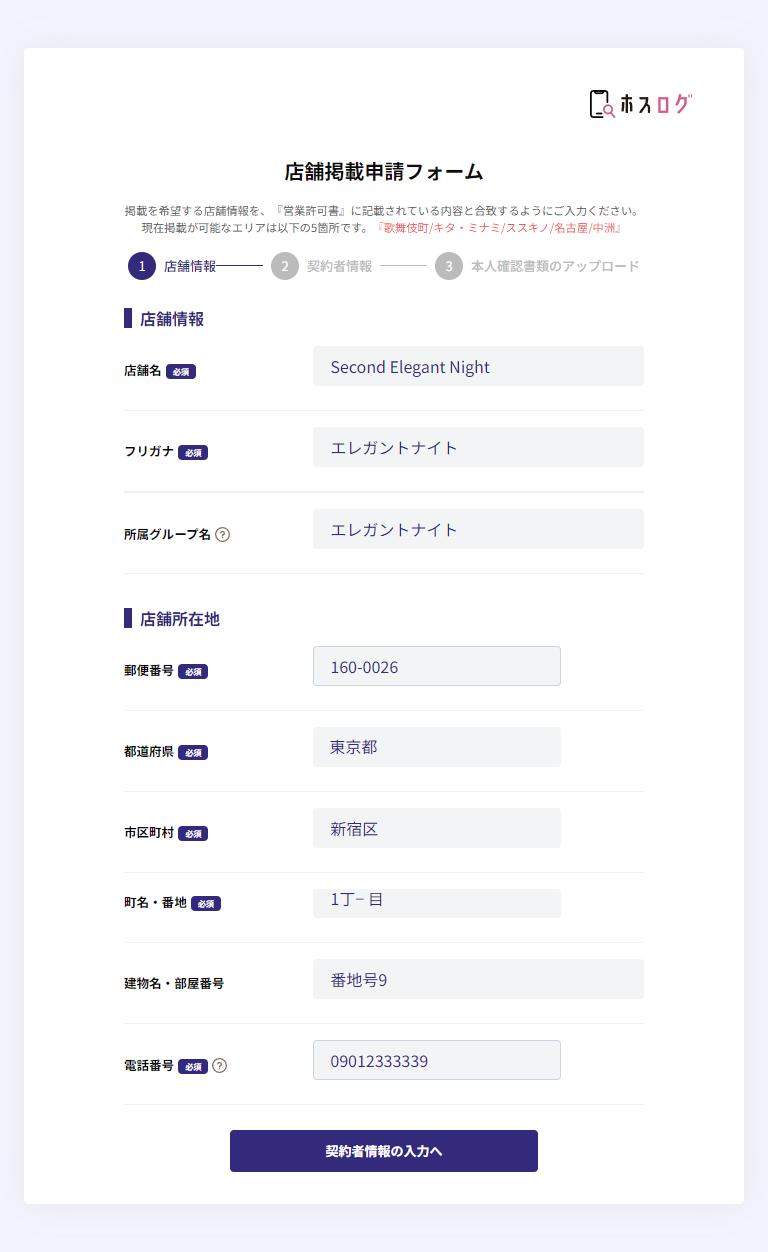 ホスログ
店舗掲載申請フォーム
掲載を希望する店舗情報を、『営業許可書』に記載されている内容と合致するようにご入力ください。
現在掲載が可能なエリアは以下の5箇所です。『歌舞伎町/キタ・ミナミ/ススキノ/名古屋/中洲』
1 店舗情報 2 契約者情報 3 本人確認書類のアップロード
店舗情報
店舗名 必須 Second Elegant Night
フリガナ 必須 エレガントナイト
所属グループ名 ? エレガントナイト
店舗所在地
郵便番号 必須 160-0026
都道府県 必須 東京都
市区町村 必須 新宿区
町名・番地 必須 1丁− 目
建物名・部屋番号 番地号9
電話番号 必須 ? 09012333339
契約者情報の入力へ